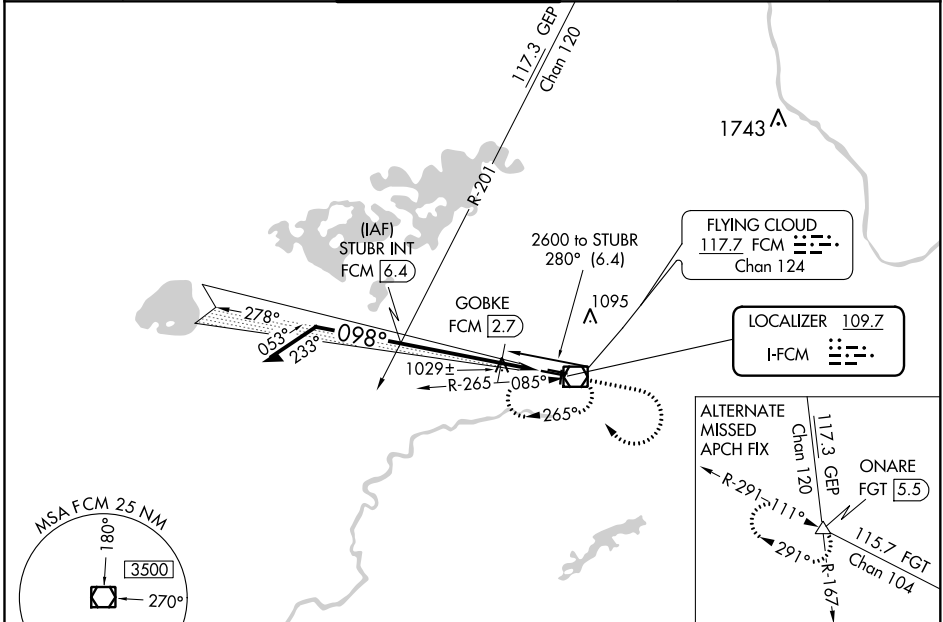 117.3 GEP
Chan 120
R-201
1743
(IAF)
STUBR INT
FCM 6.4
2600 to STUBR
280° (6.4)
FLYING CLOUD
117.7 FCM
Chan 124
GOBKE
FCM 2.7
1095
LOCALIZER 109.7
I-FCM
278°
053°
233°
098°
1029±
R-265
085°
265°
ALTERNATE
MISSED
APCH FIX
117.3 GEP
Chan 120
ONARE
FGT 5.5
R-291
111°
291°
115.7 FGT
Chan 104
R-167
MSA FCM 25 NM
180°
3500
270°